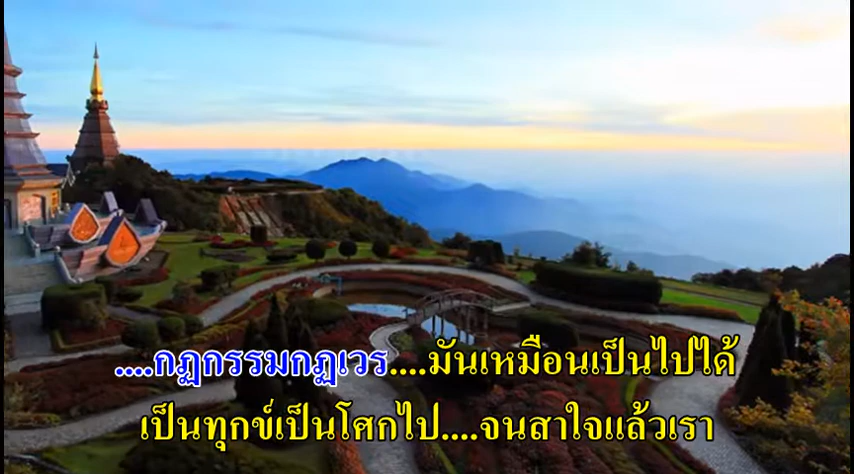 ....กฏกรรมกฏเวร....มันเหมือนเป็นไปได้
เป็นทุกข์เป็นโศกไป....จนสาใจแล้วเรา